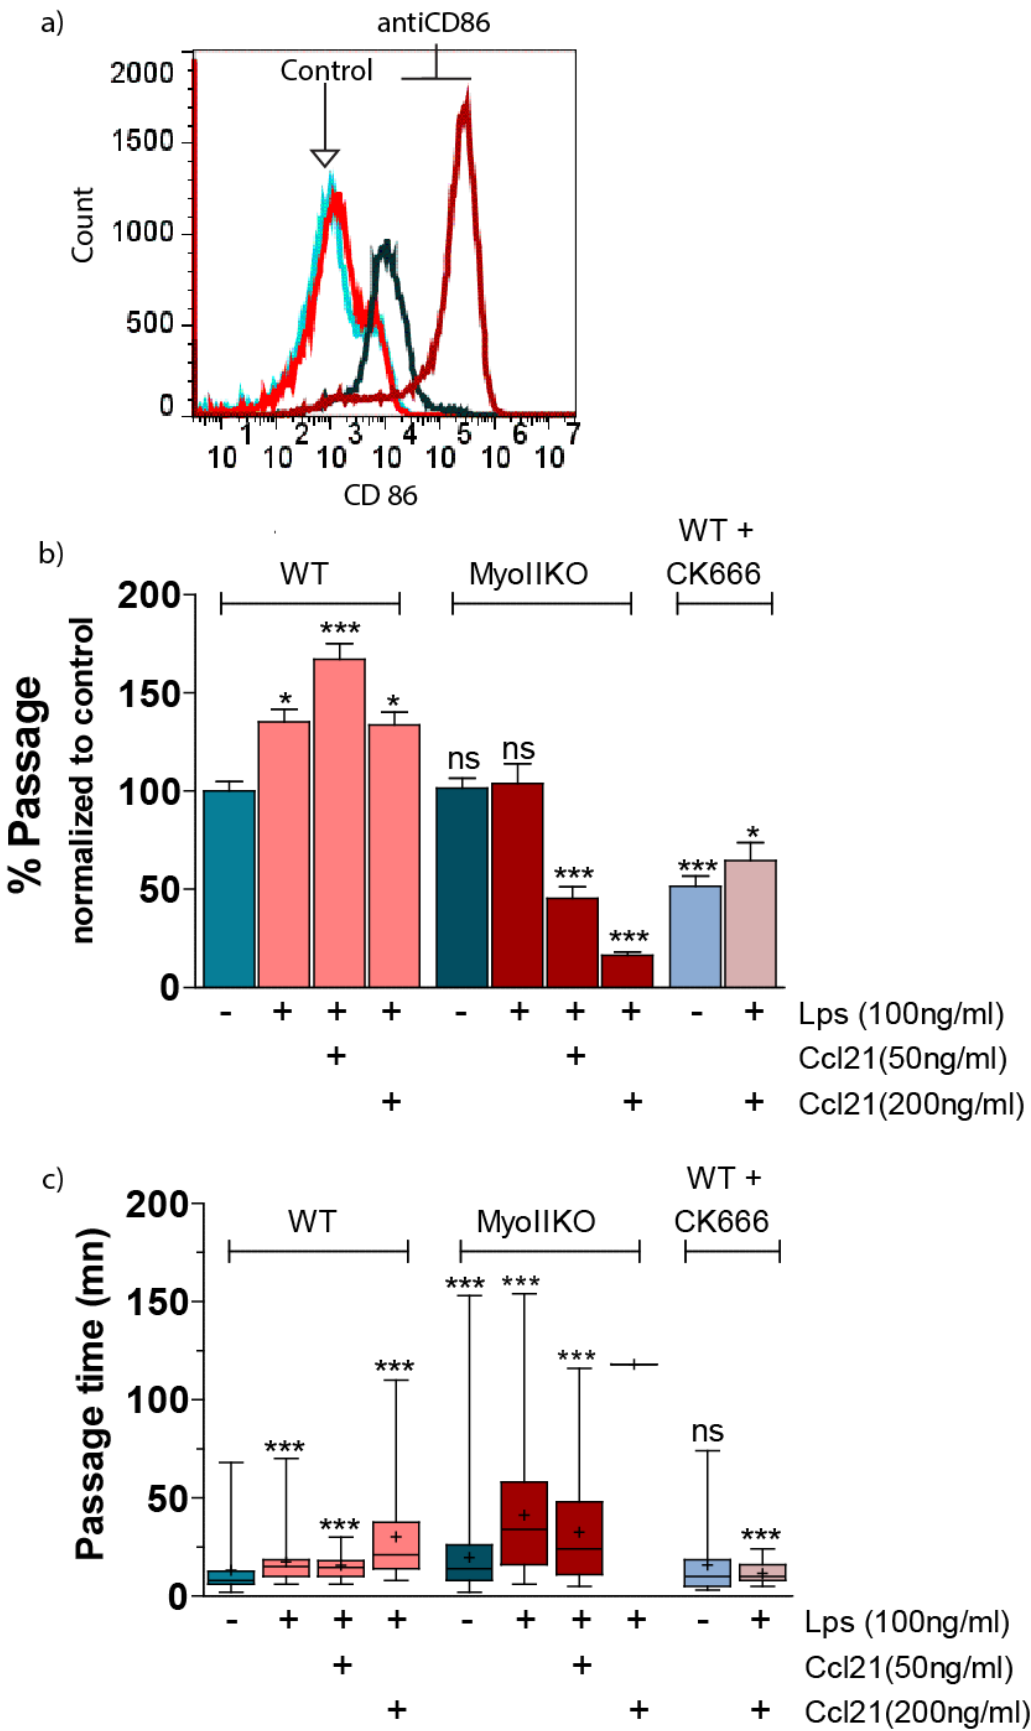 a)
antiCD86
Control
2000
1500
1000
500
0
Count
1 2 3 4 5 6 7
10 10 10 10 10 10 10
CD 86
b)
WT MyoIIKO WT +
CK666
200
150
100
50
0
% Passage
normalized to control
* *** * ns ns *** *** *** *
- + + + - + + + - + Lps (100ng/ml)
+ + Ccl21(50ng/ml)
+ + + Ccl21(200ng/ml)
c)
WT MyoIIKO WT +
CK666
200
150
100
50
0
Passage time (mn)
*** *** *** *** *** *** ns ***
- + + + - + + + - + Lps (100ng/ml)
+ + Ccl21(50ng/ml)
+ + + Ccl21(200ng/ml)